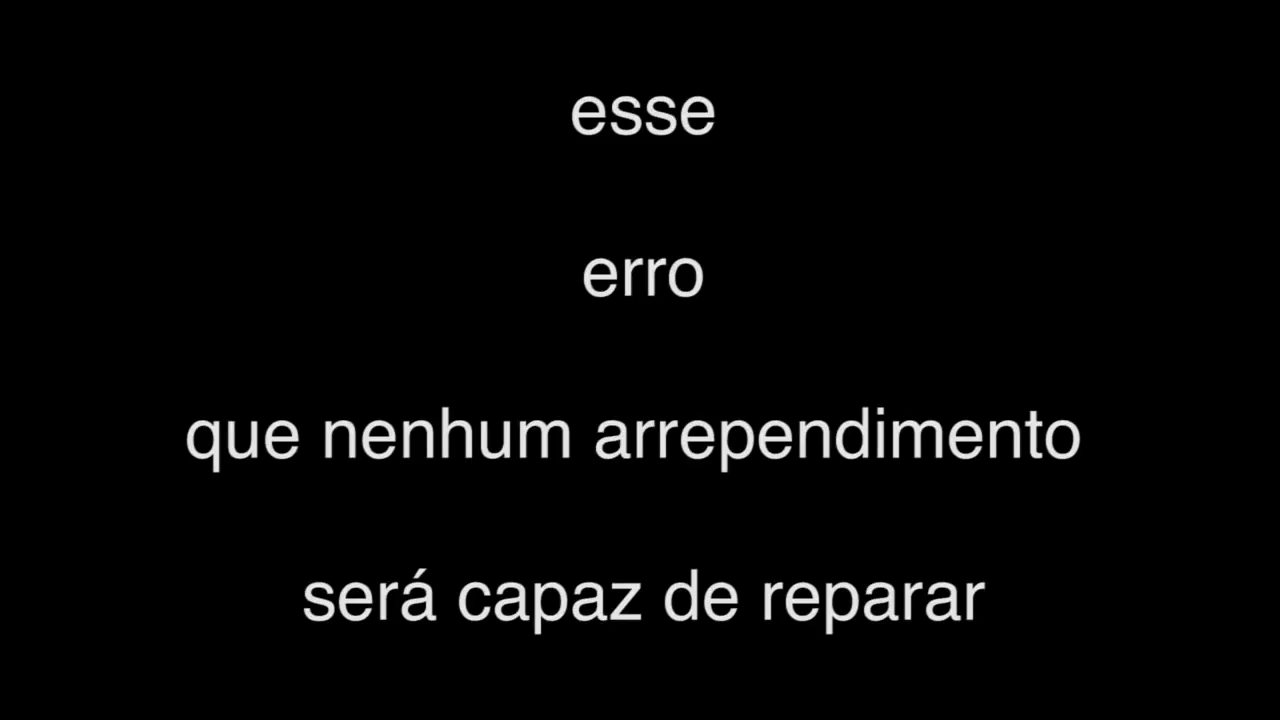 esse
erro
que nenhum arrependimento
será capaz de reparar